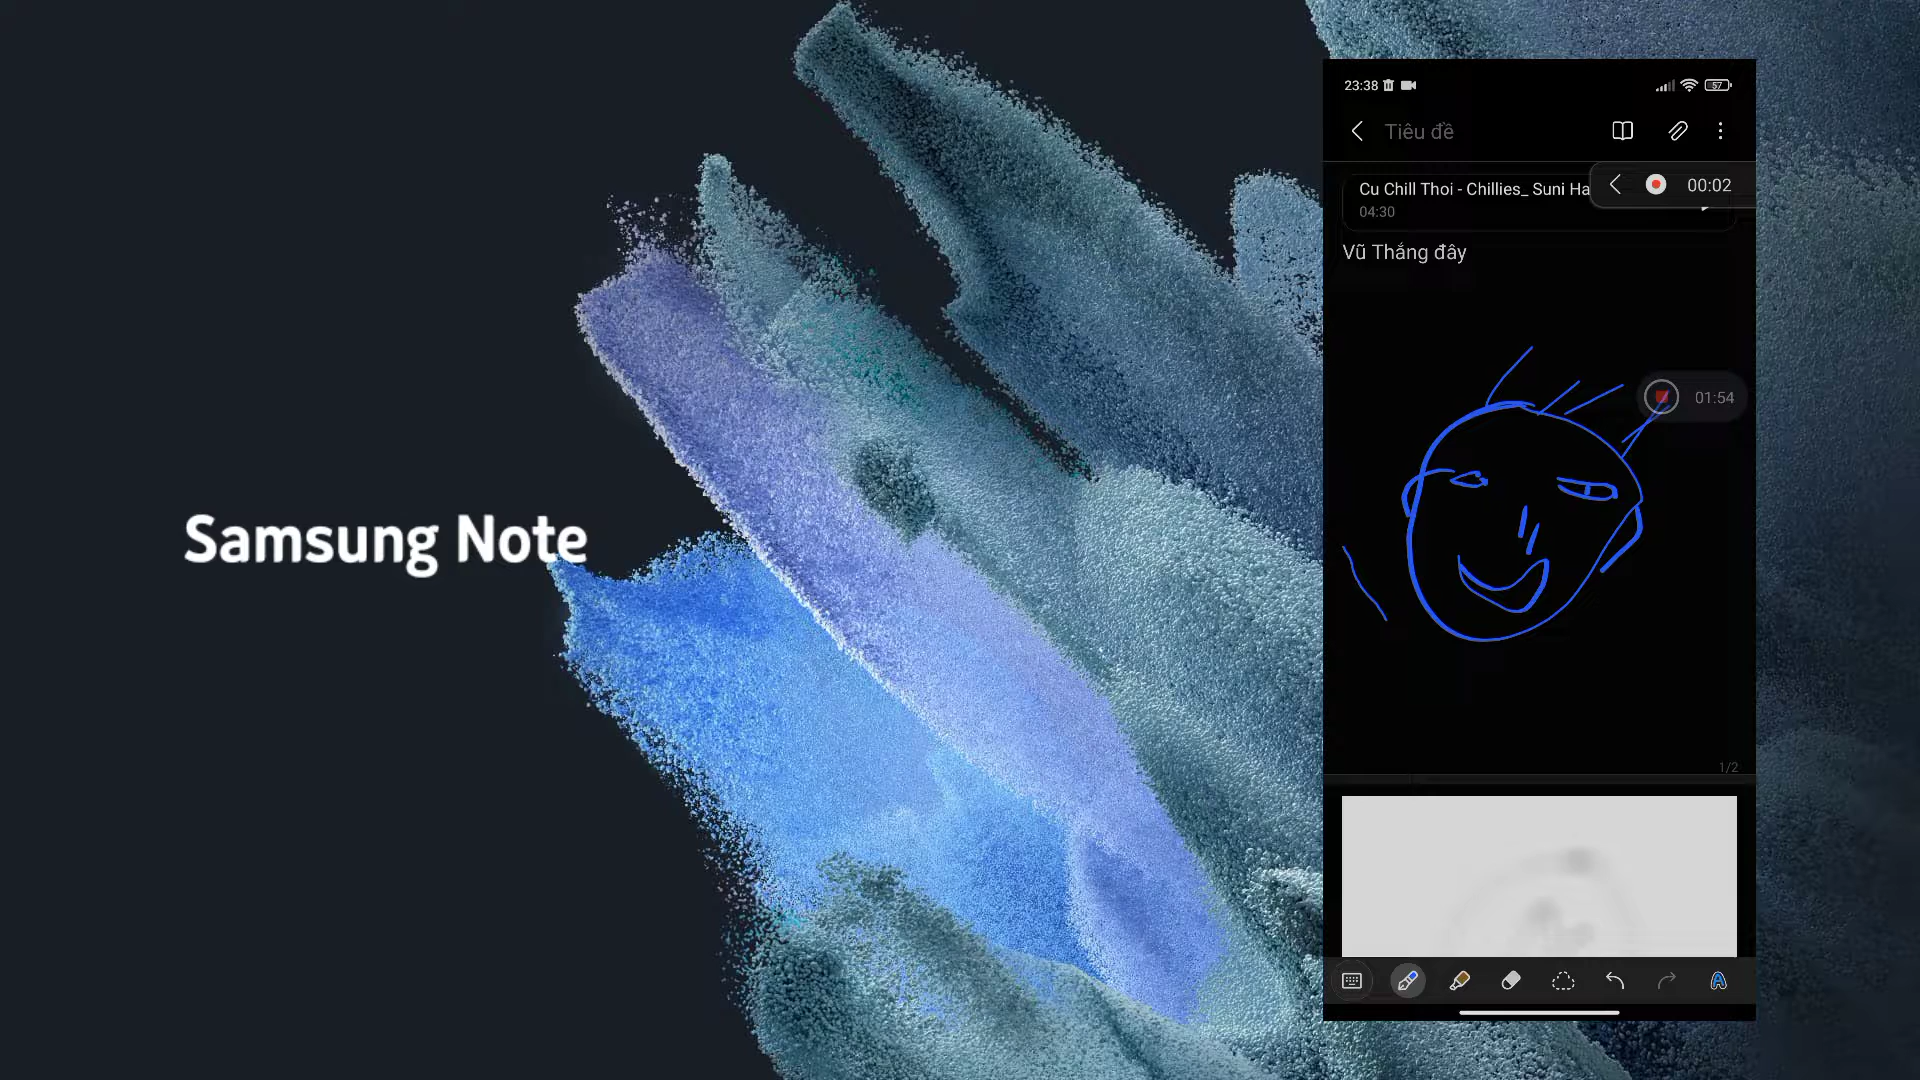 Samsung Note
23:38
57
Tiêu đề
Cu Chill Thoi - Chillies_ Suni Ha
00:02
04:30
Vũ Thắng đây
01:54
1/2
A